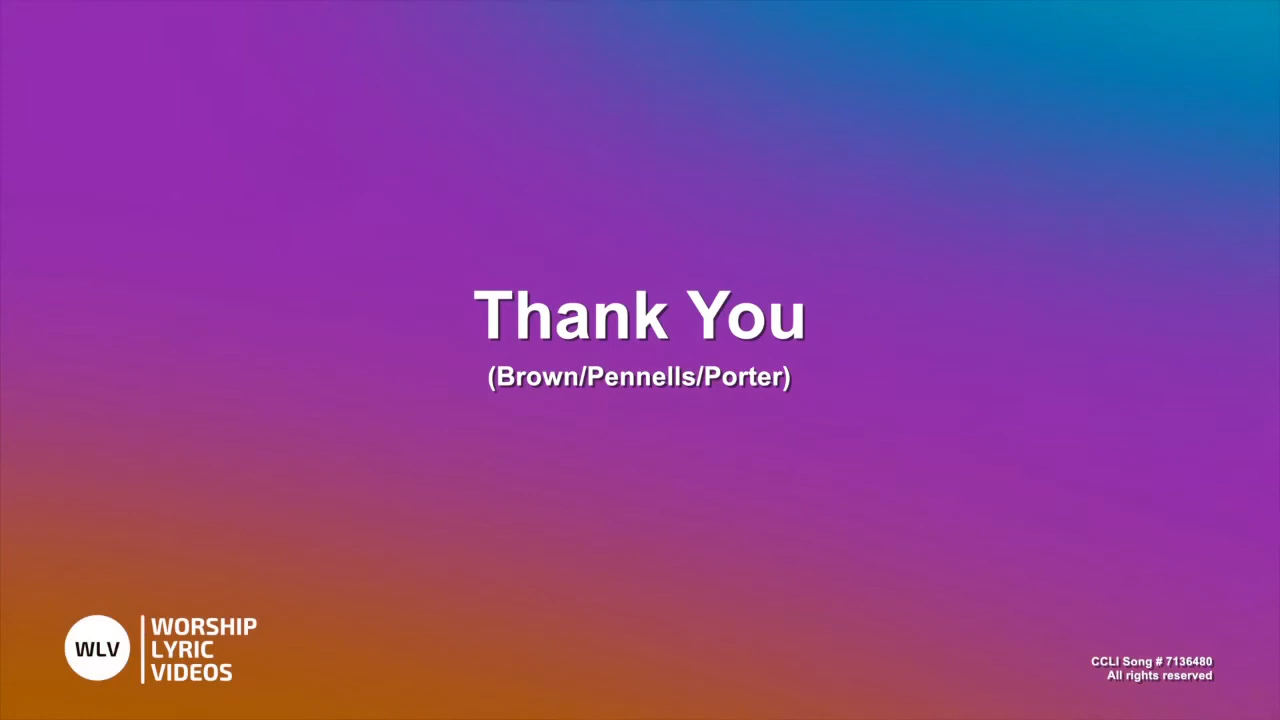 Thank You
(Brown/Pennells/Porter)
WLV
WORSHIP
LYRIC
VIDEOS
CCLI Song # 7136480
All rights reserved